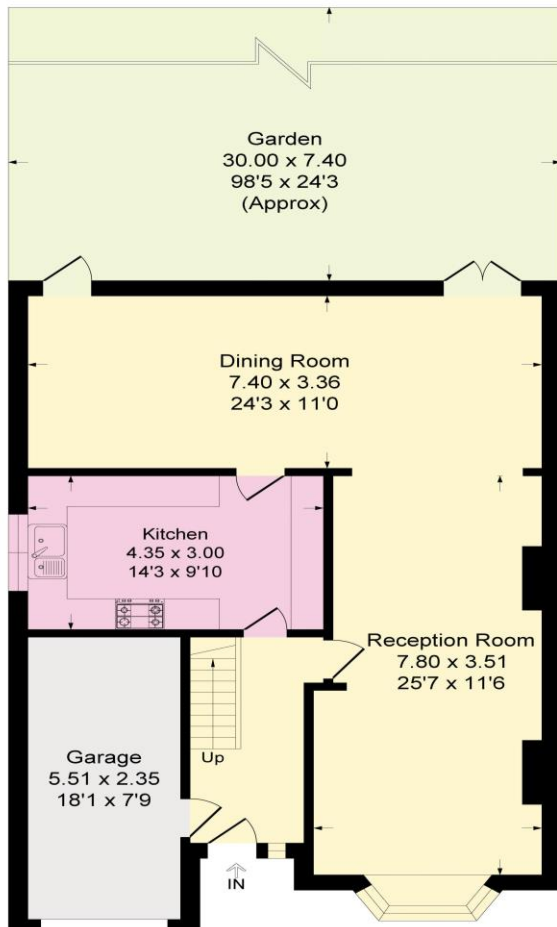 Garden
30.00 x 7.40
98'5 x 24'3
(Approx)
Dining Room
7.40 x 3.36
24'3 x 11'0
Kitchen
4.35 x 3.00
14'3 x 9'10
Reception Room
7.80 x 3.51
25'7 x 11'6
Garage
5.51 x 2.35
18'1 x 7'9
Up
IN